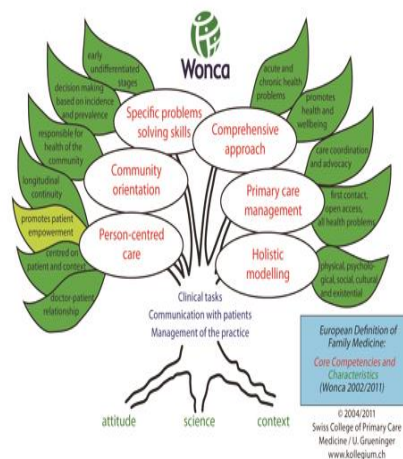 Wonca
early
undifferentiated
stages
decision making
based on incidence
and prevalence
responsible for
health of the
community
longitudinal
continuity
promotes patient
empowerment
centred on
patient and context
doctor-patient
relationship
Specific problems
solving skills
Community
orientation
Person-centred
care
Comprehensive
approach
Primary care
management
Holistic
modelling
acute and
chronic health
problems
promotes
health and
wellbeing
care coordination
and advocacy
first contact,
open access,
all health problems
physical, psycholo-
gical, social, cultural
and existential
Clinical tasks
Communication with patients
Management of the practice
attitude
science
context
European Definition of
Family Medicine:
Core Competencies and
Characteristics
(Wonca 2002/2011)
© 2004/2011
Swiss College of Primary Care
Medicine / U. Grueninger
www.kollegium.ch